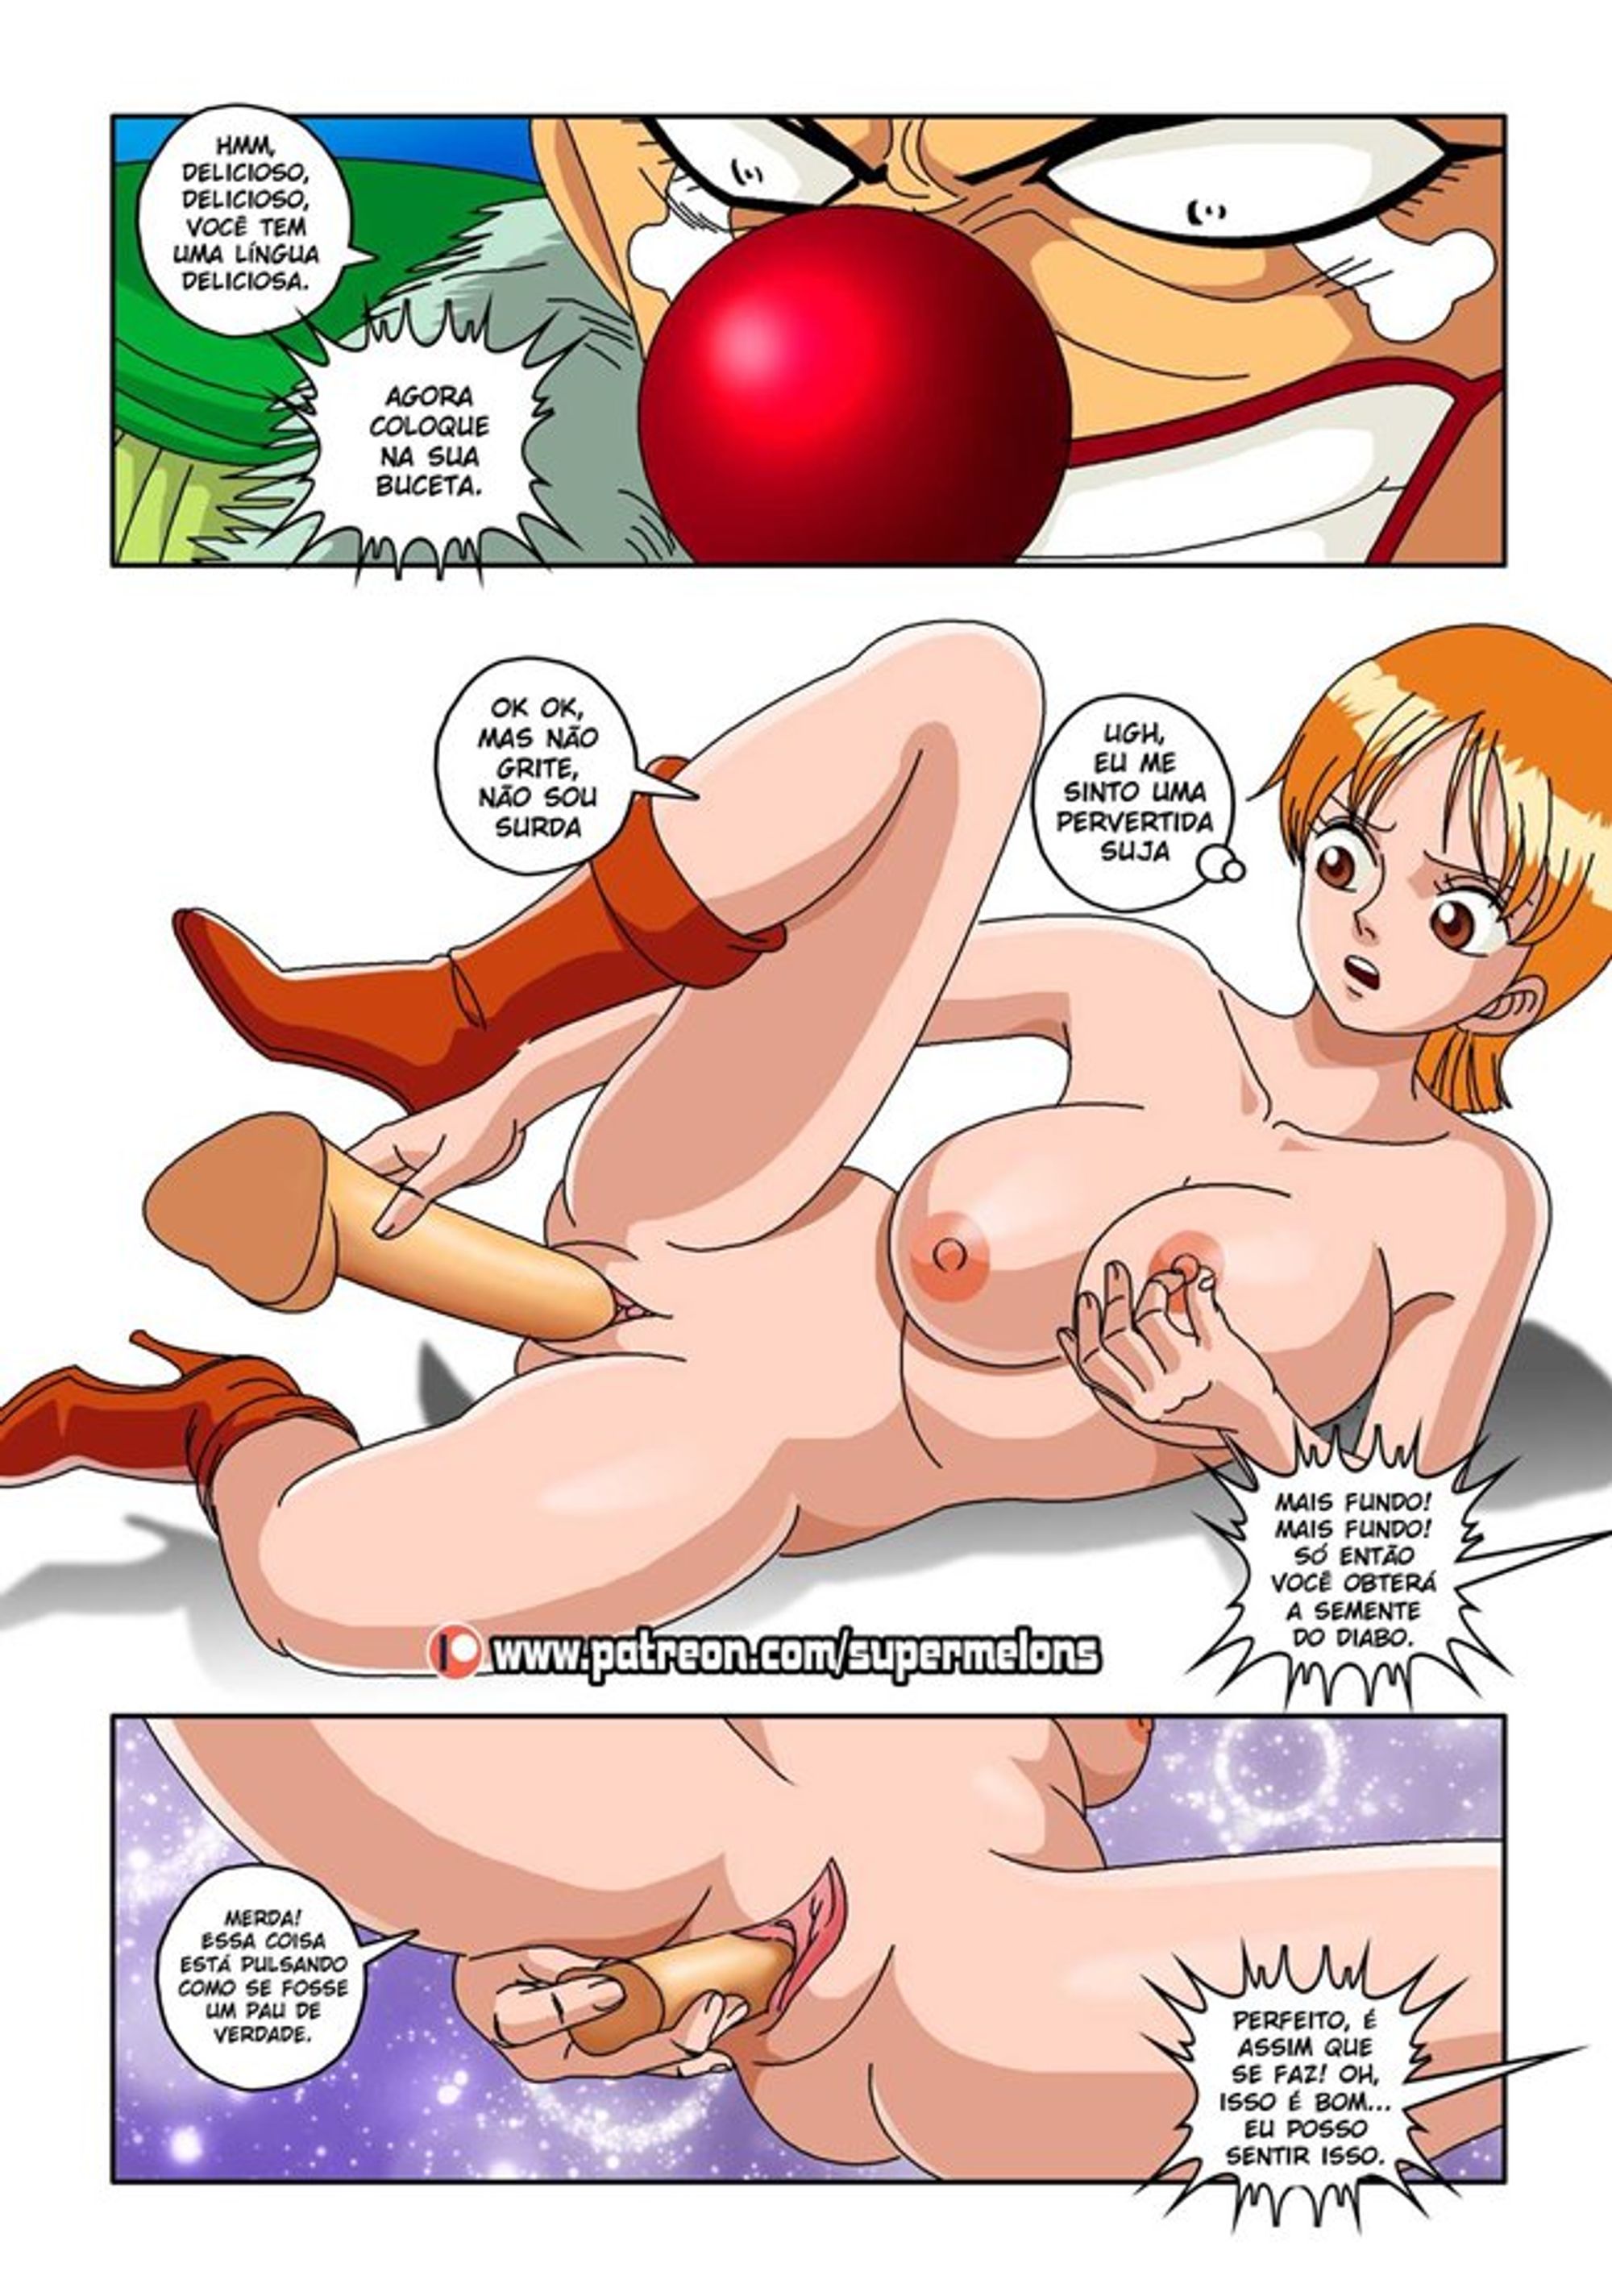 HMM,
DELICIOSO,
DELICIOSO,
VOCÊ TEM
UMA LÍNGUA
DELICIOSA.
AGORA
COLOQUE
NA SUA
BUCETA.
OK OK,
MAS NÃO
GRITE,
NÃO SOU
SURDA
UGH,
EU ME
SINTO UMA
PERVERTIDA
SUJA
MAIS FUNDO!
MAIS FUNDO!
SÓ ENTÃO
VOCÊ OBTERÁ
A SEMENTE
DO DIABO.
www.patreon.com/supermelons
MERDA!
ESSA COISA
ESTÁ PULSANDO
COMO SE FOSSE
UM PAU DE
VERDADE.
PERFEITO, É
ASSIM QUE
SE FAZ! OH,
ISSO É BOM...
EU POSSO
SENTIR ISSO.